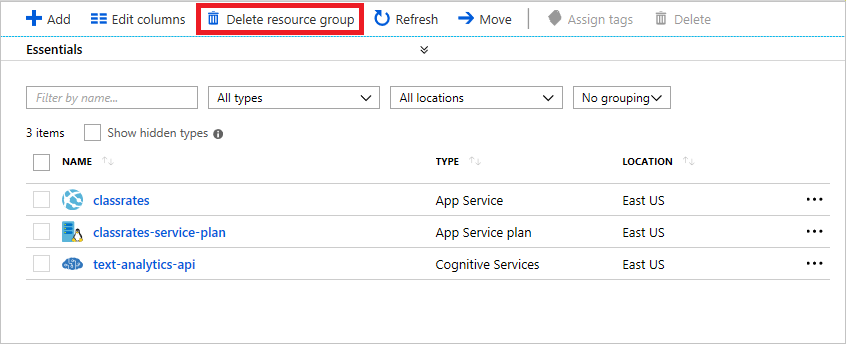 Add Edit columns Delete resource group Refresh Move Assign tags Delete
Essentials
Filter by name... All types All locations No grouping
3 items Show hidden types
NAME TYPE LOCATION
classrates App Service East US
classrates-service-plan App Service plan East US
text-analytics-api Cognitive Services East US